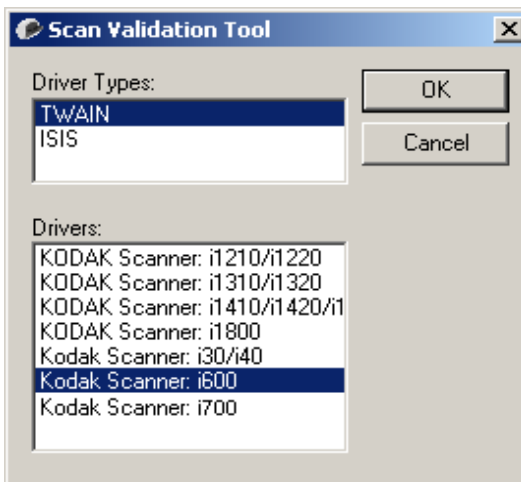 Scan Validation Tool
Driver Types:
OK
TWAIN
ISIS
Cancel
Drivers:
KODAK Scanner: i1210/i1220
KODAK Scanner: i1310/i1320
KODAK Scanner: i1410/i1420/i1
KODAK Scanner: i1800
Kodak Scanner: i30/i40
Kodak Scanner: i600
Kodak Scanner: i700